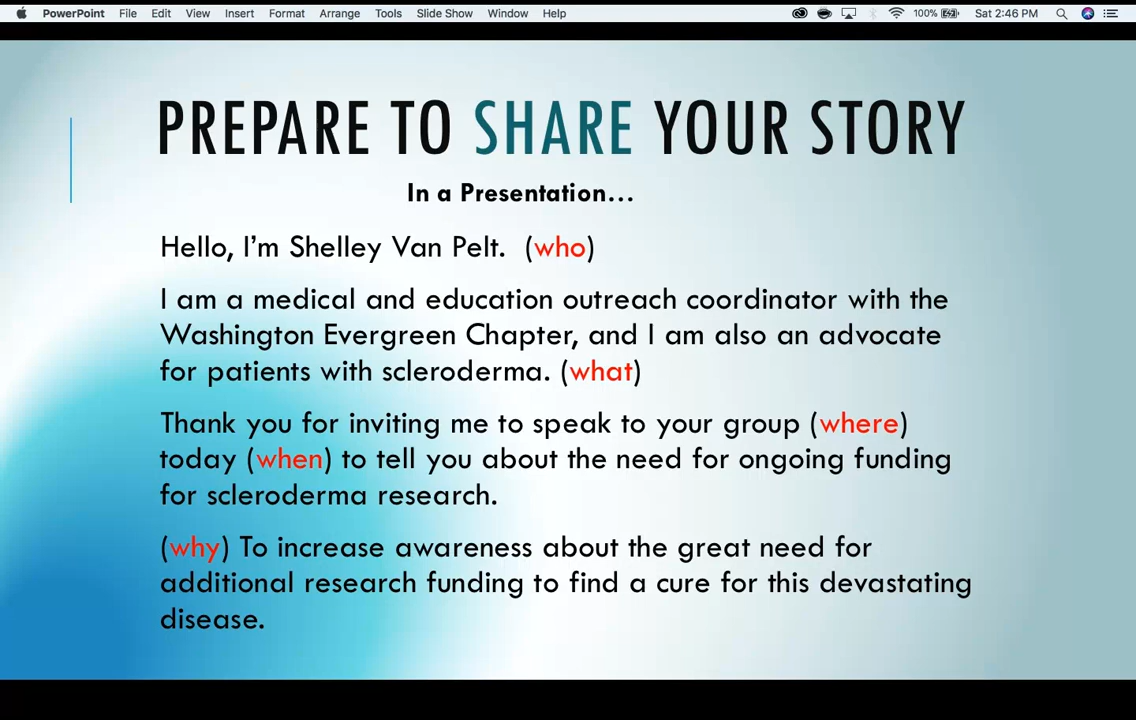 PowerPoint File Edit View Insert Format Arrange Tools Slide Show Window Help 100% Sat 2:46 PM
PREPARE TO SHARE YOUR STORY
In a Presentation...
Hello, I'm Shelley Van Pelt. (who)
I am a medical and education outreach coordinator with the
Washington Evergreen Chapter, and I am also an advocate
for patients with scleroderma. (what)
Thank you for inviting me to speak to your group (where)
today (when) to tell you about the need for ongoing funding
for scleroderma research.
(why) To increase awareness about the great need for
additional research funding to find a cure for this devastating
disease.